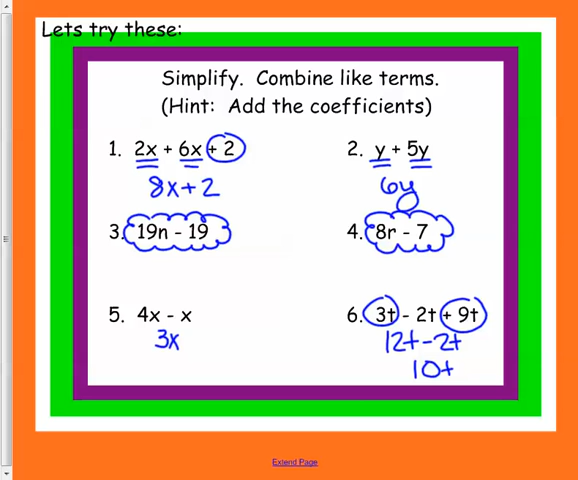 Lets try these:
Simplify. Combine like terms.
(Hint: Add the coefficients)
1. 2x + 6x + 2
8x + 2
2. y + 5y
6y
3. 19n - 19
4. 8r - 7
5. 4x - x
3x
6. 3t - 2t + 9t
12t - 2t
10t
Extend Page